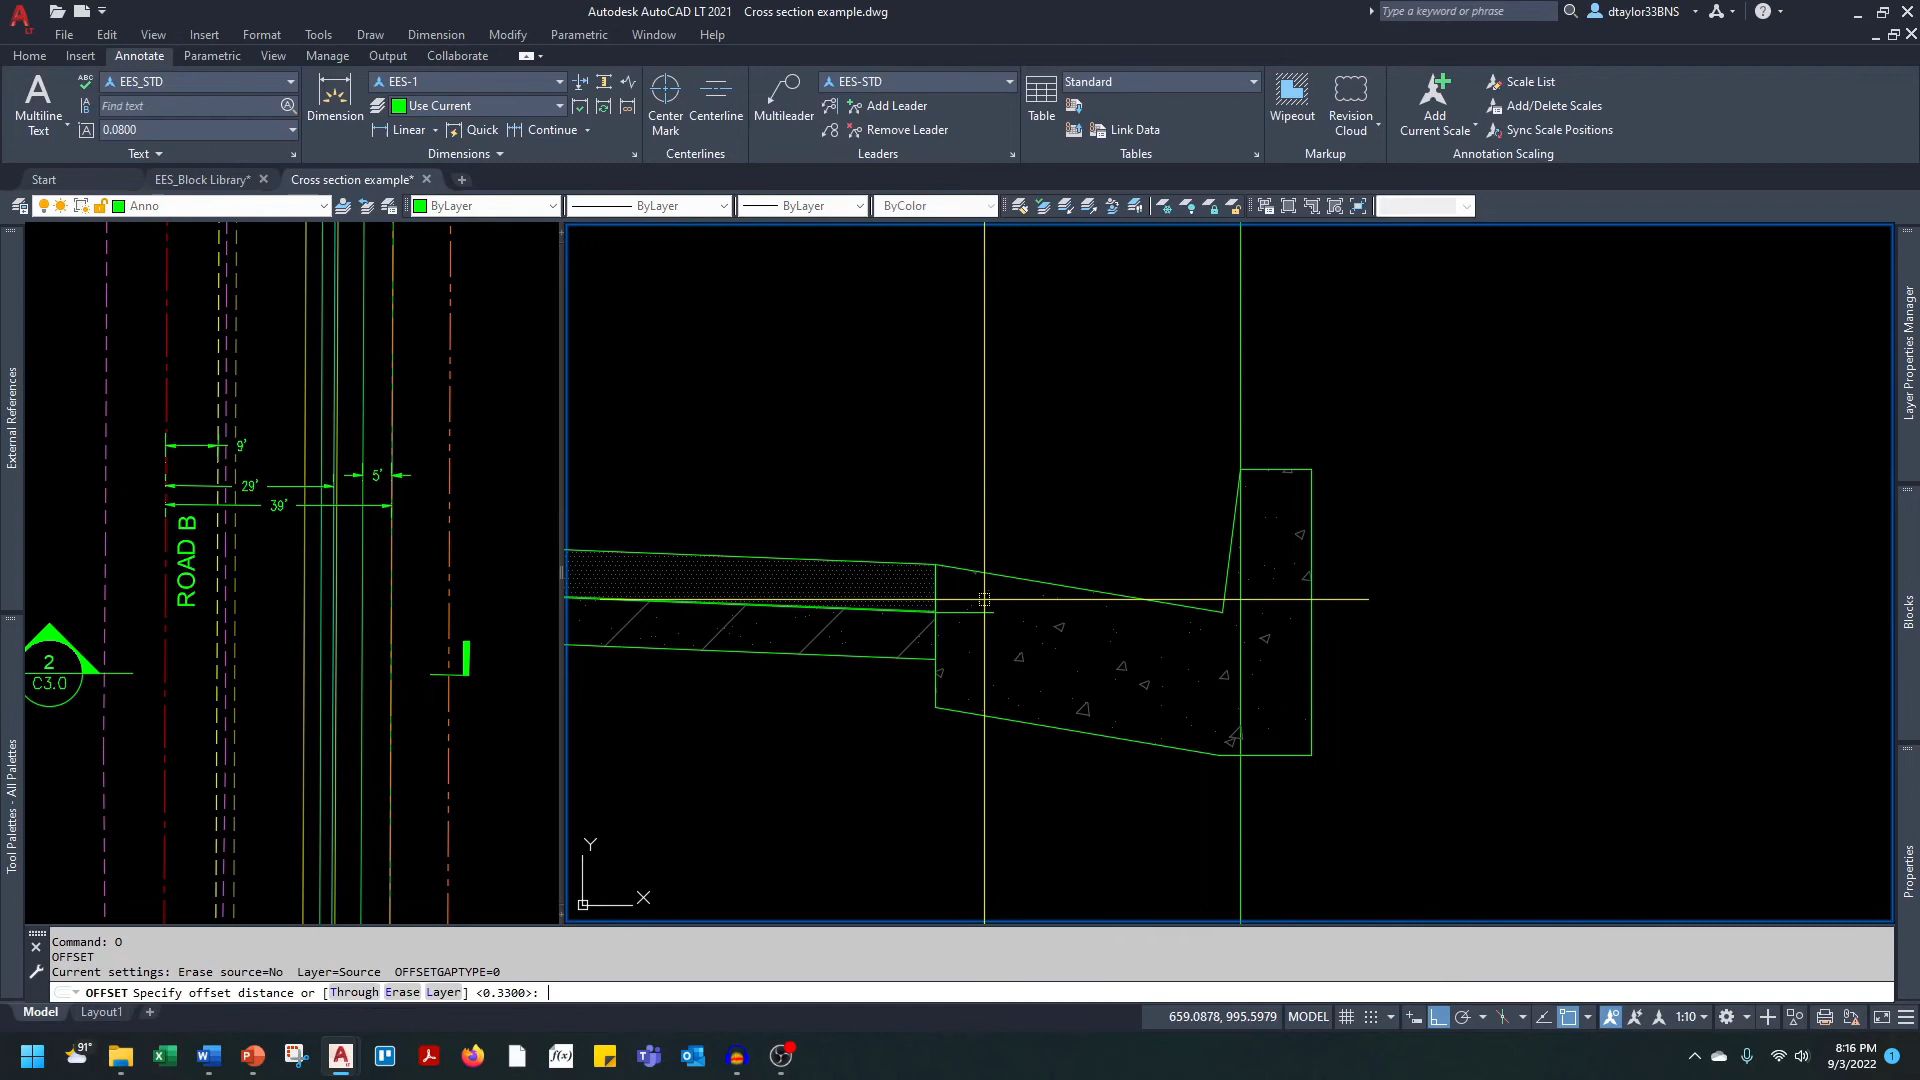 Autodesk AutoCAD LT 2021 Cross section example.dwg
Type a keyword or phrase
dtaylor33BNS
LT
File Edit View Insert Format Tools Draw Dimension Modify Parametric Window Help
Home Insert Annotate Parametric View Manage Output Collaborate
Multiline Text
ABC
EES_STD
Find text
0.0800
Text
Dimension
EES-1
Use Current
Linear Quick Continue
Dimensions
Center Mark
Centerline
Centerlines
Multileader
EES-STD
Add Leader
Remove Leader
Leaders
Table
Standard
Link Data
Tables
Wipeout
Revision Cloud
Markup
Add Current Scale
Scale List
Add/Delete Scales
Sync Scale Positions
Annotation Scaling
Start EES_Block Library* Cross section example*
Anno
ByLayer
ByLayer
ByLayer
ByColor
External References
Tool Palettes - All Palettes
9'
5'
29'
39'
ROAD B
2
C3.0
Y
X
Layer Properties Manager
Blocks
Properties
Command: O
OFFSET
Current settings: Erase source=No Layer=Source OFFSETGAPTYPE=0
OFFSET Specify offset distance or [Through Erase Layer] <0.3300>:
Model Layout1
659.0878, 995.5979 MODEL
1:10
91°
8:16 PM
9/3/2022
1